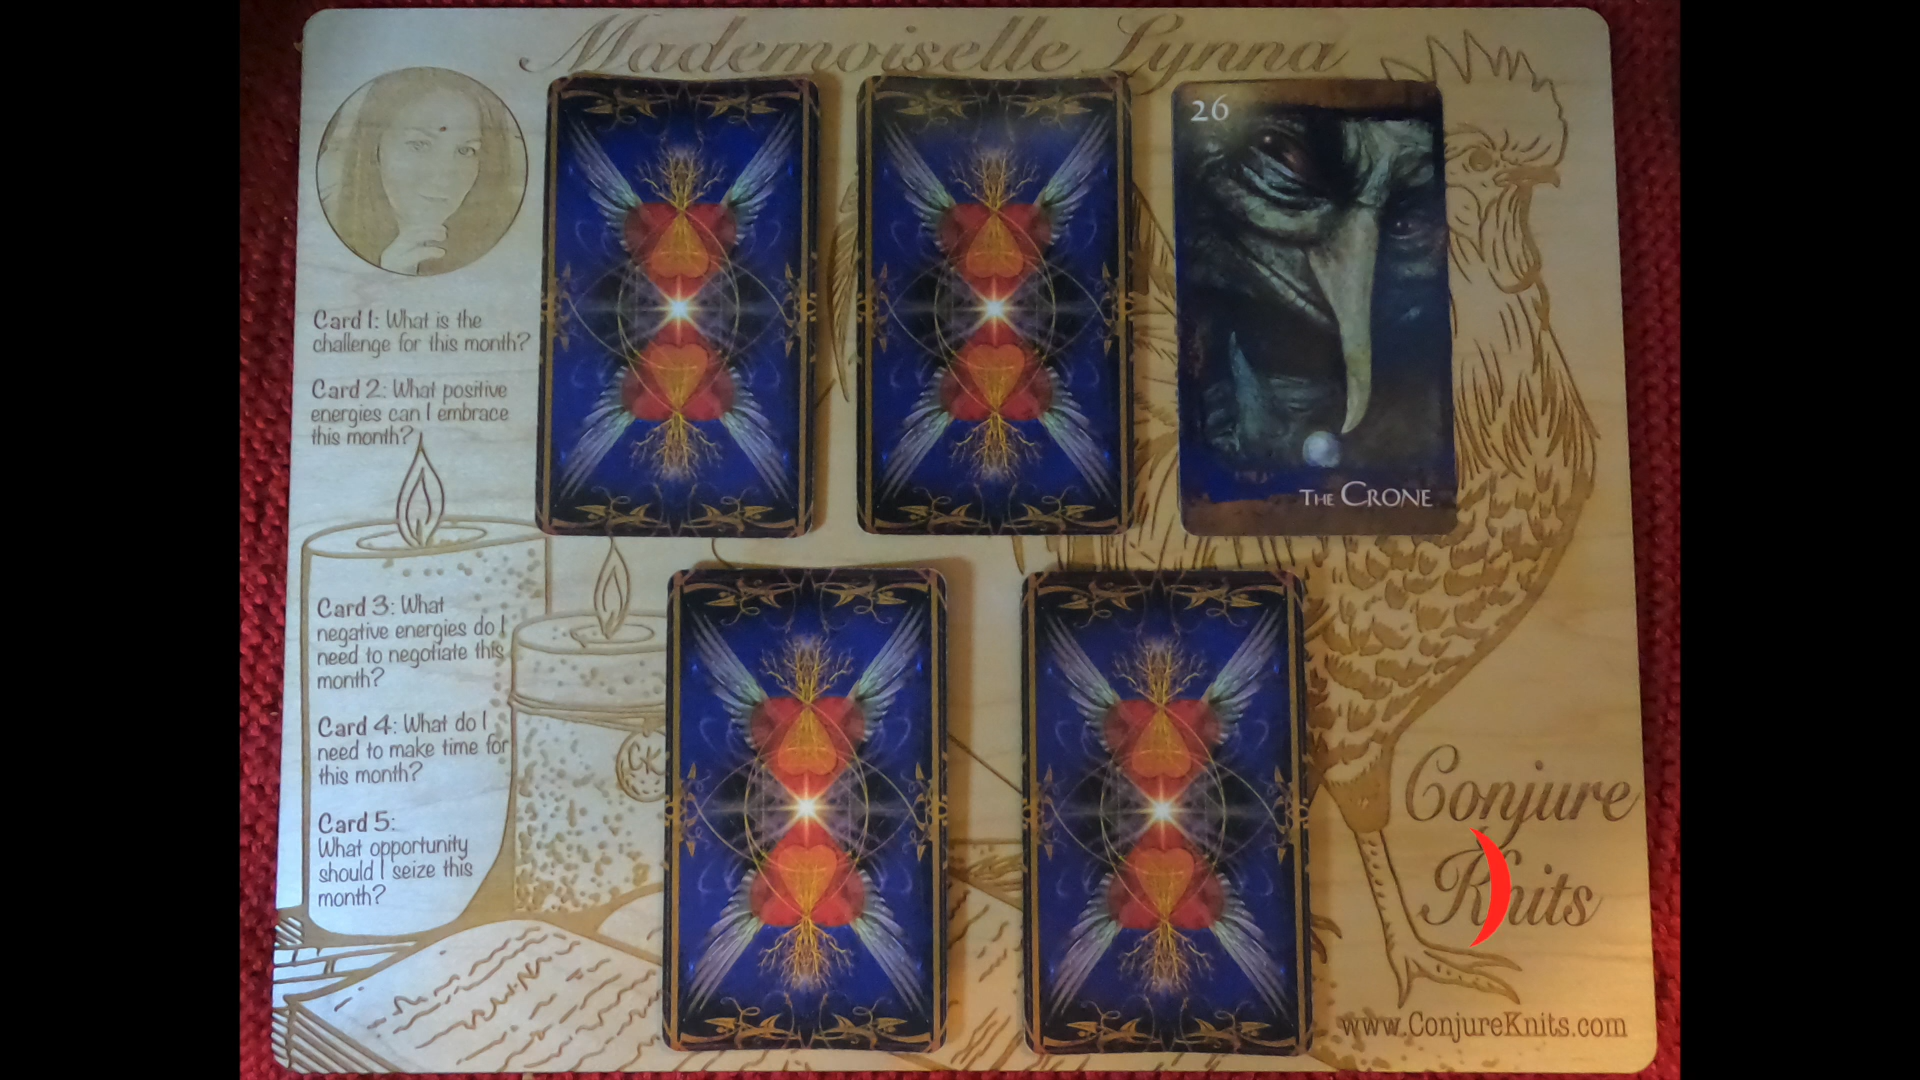 Mademoiselle Lynna
26
THE CRONE
Card 1: What is the
challenge for this month?
Card 2: What positive
energies can I embrace
this month?
Card 3: What
negative energies do I
need to negotiate this
month?
Card 4: What do I
need to make time for
this month?
Card 5:
What opportunity
should I seize this
month?
CK
Conjure
Knits
www.ConjureKnits.com